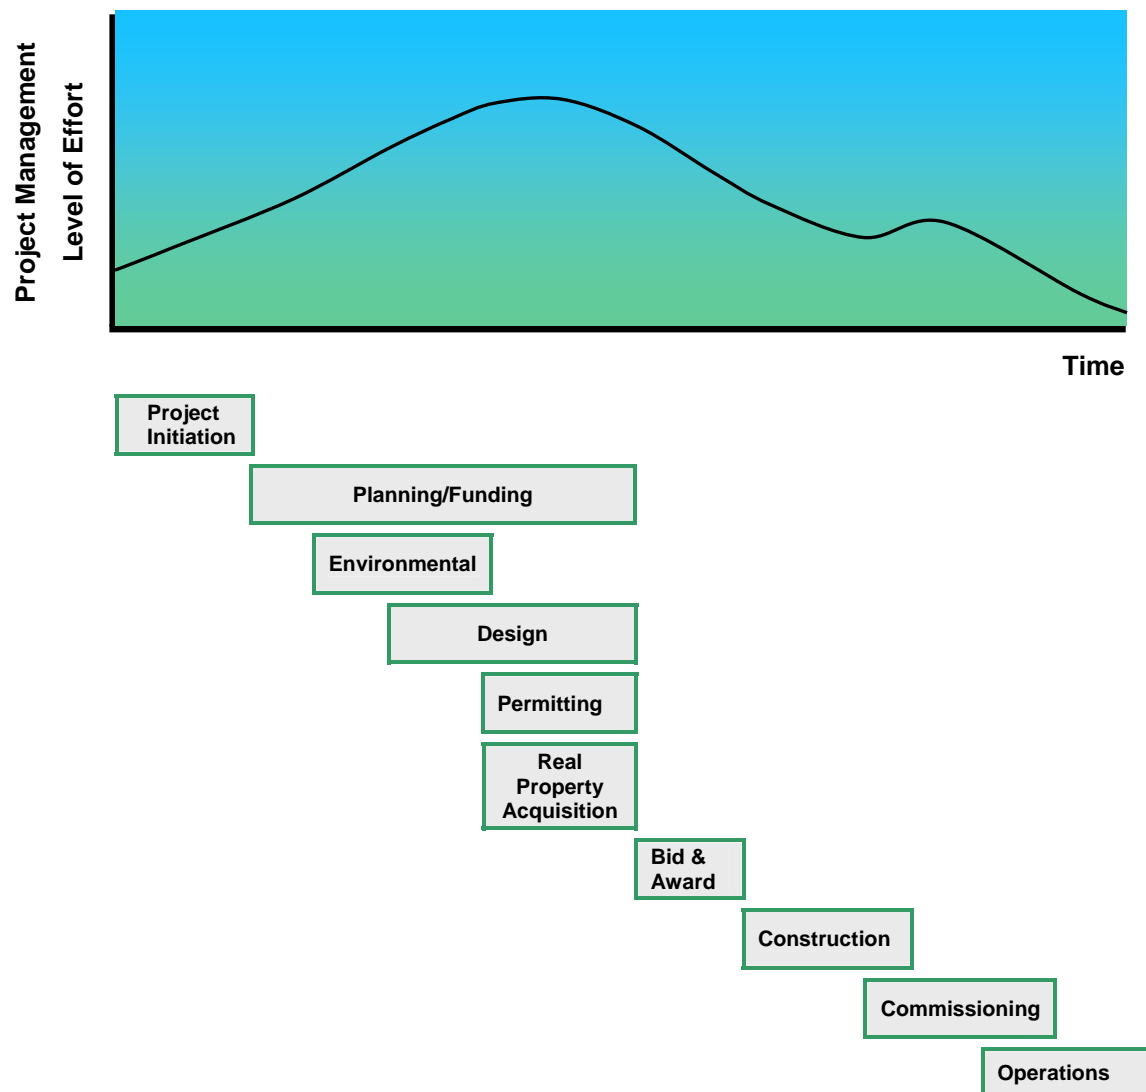 Project Management
Level of Effort
Time
Project
Initiation
Planning/Funding
Environmental
Design
Permitting
Real
Property
Acquisition
Bid &
Award
Construction
Commissioning
Operations